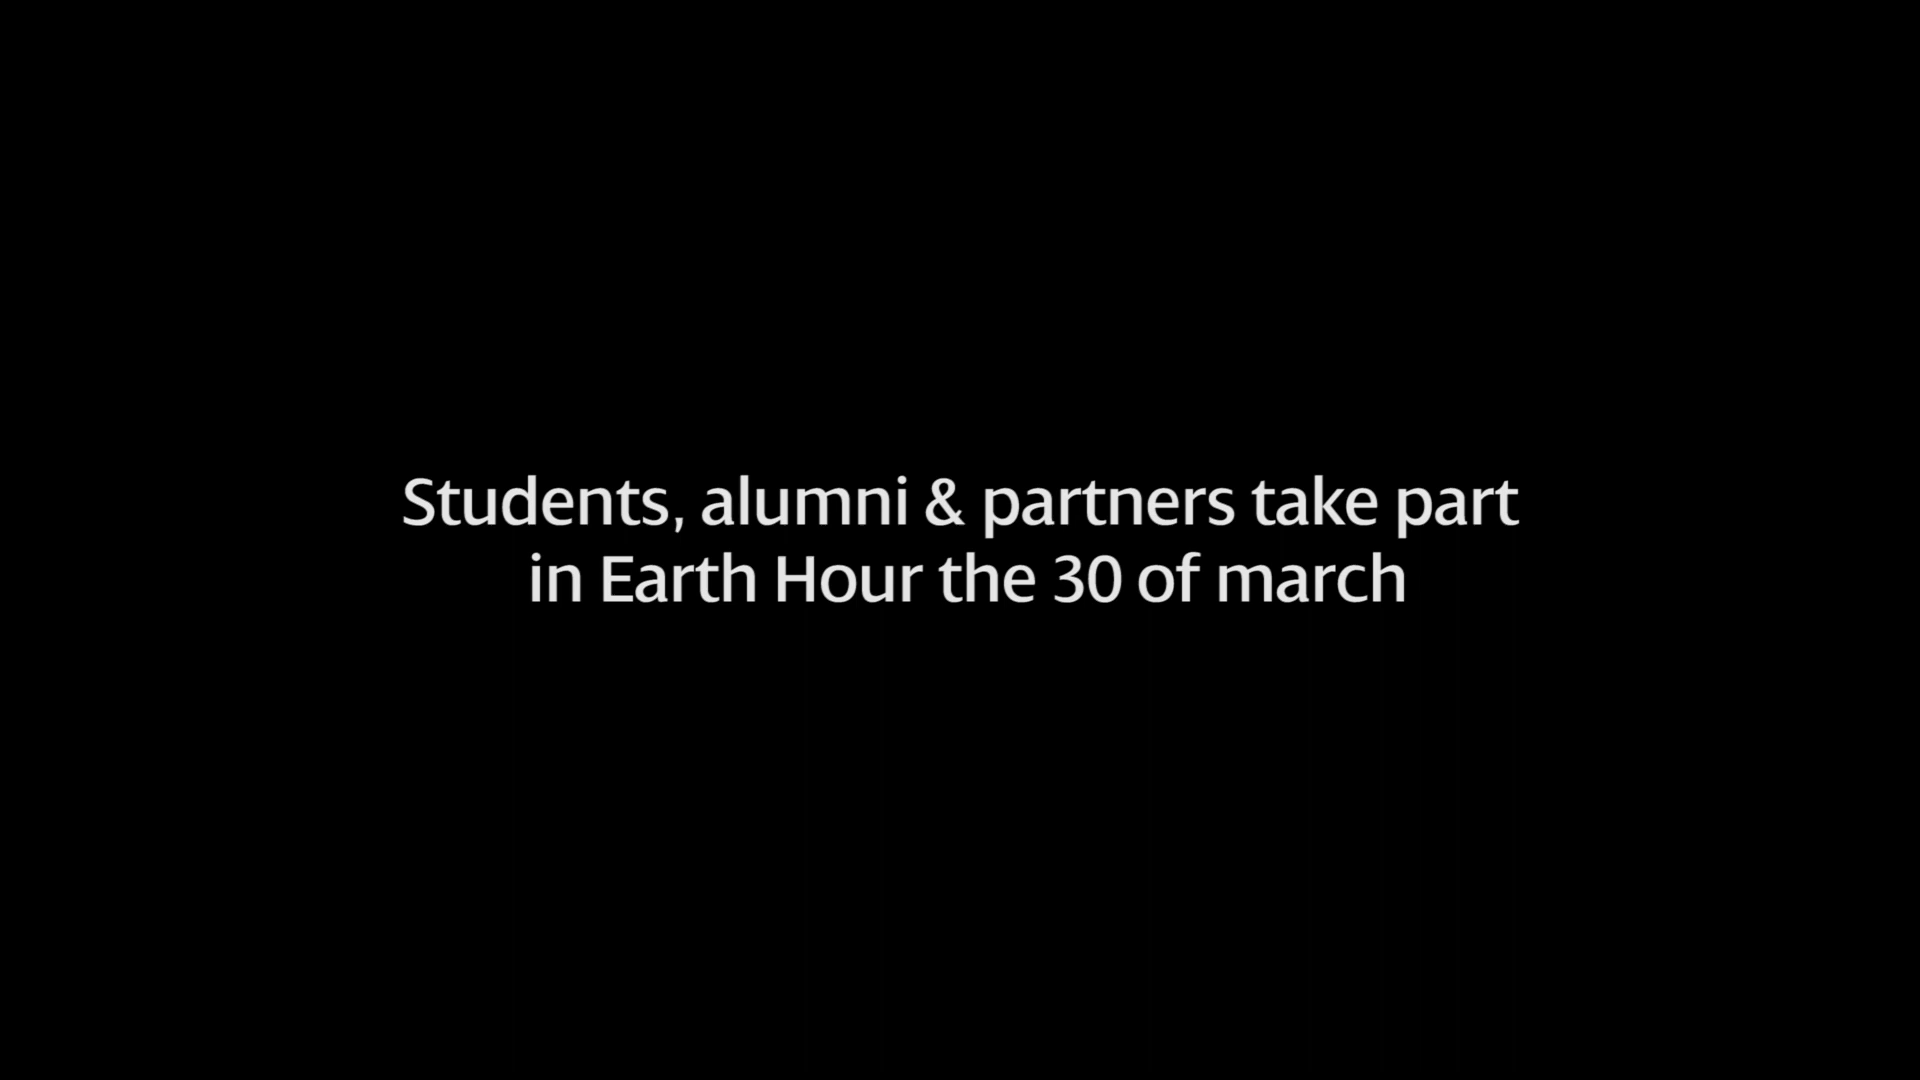 Students, alumni & partners take part
in Earth Hour the 30 of march